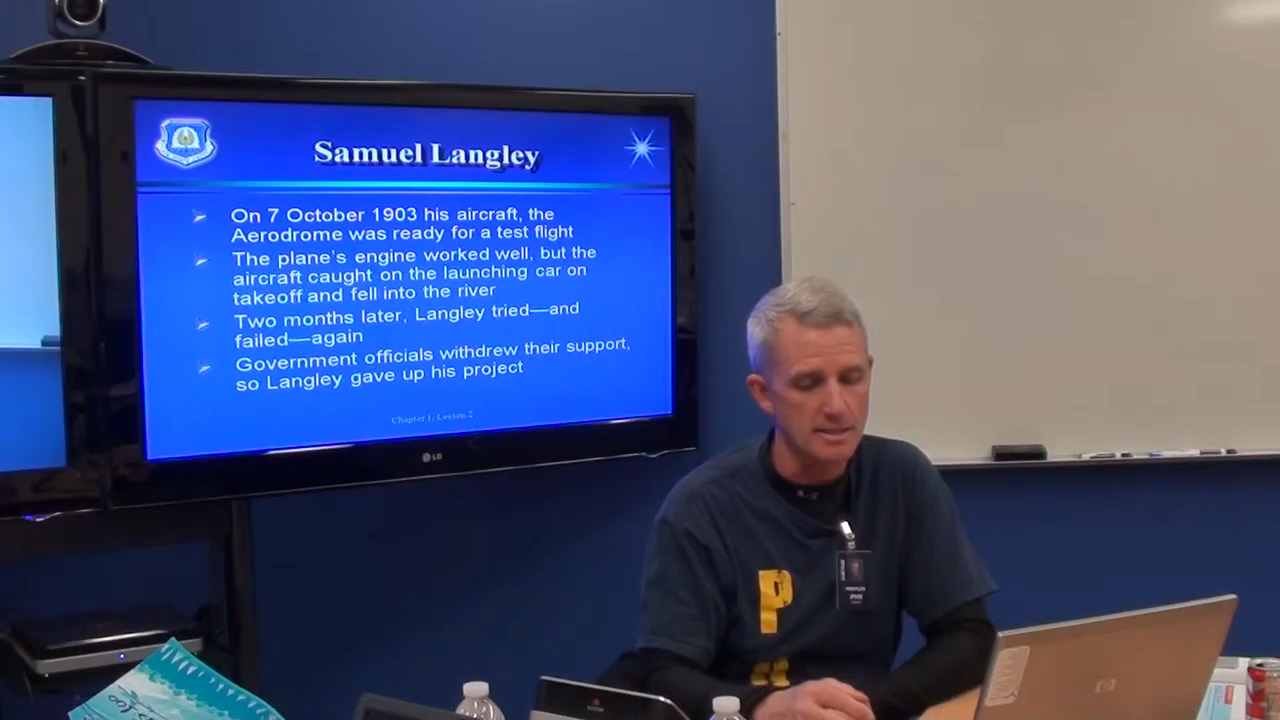 Samuel Langley
On 7 October 1903 his aircraft, the
Aerodrome was ready for a test flight
The plane's engine worked well, but the
aircraft caught on the launching car on
takeoff and fell into the river
Two months later, Langley tried—and
failed—again
Government officials withdrew their support,
so Langley gave up his project
Chapter 1, Lesson 2
LG
P
hp